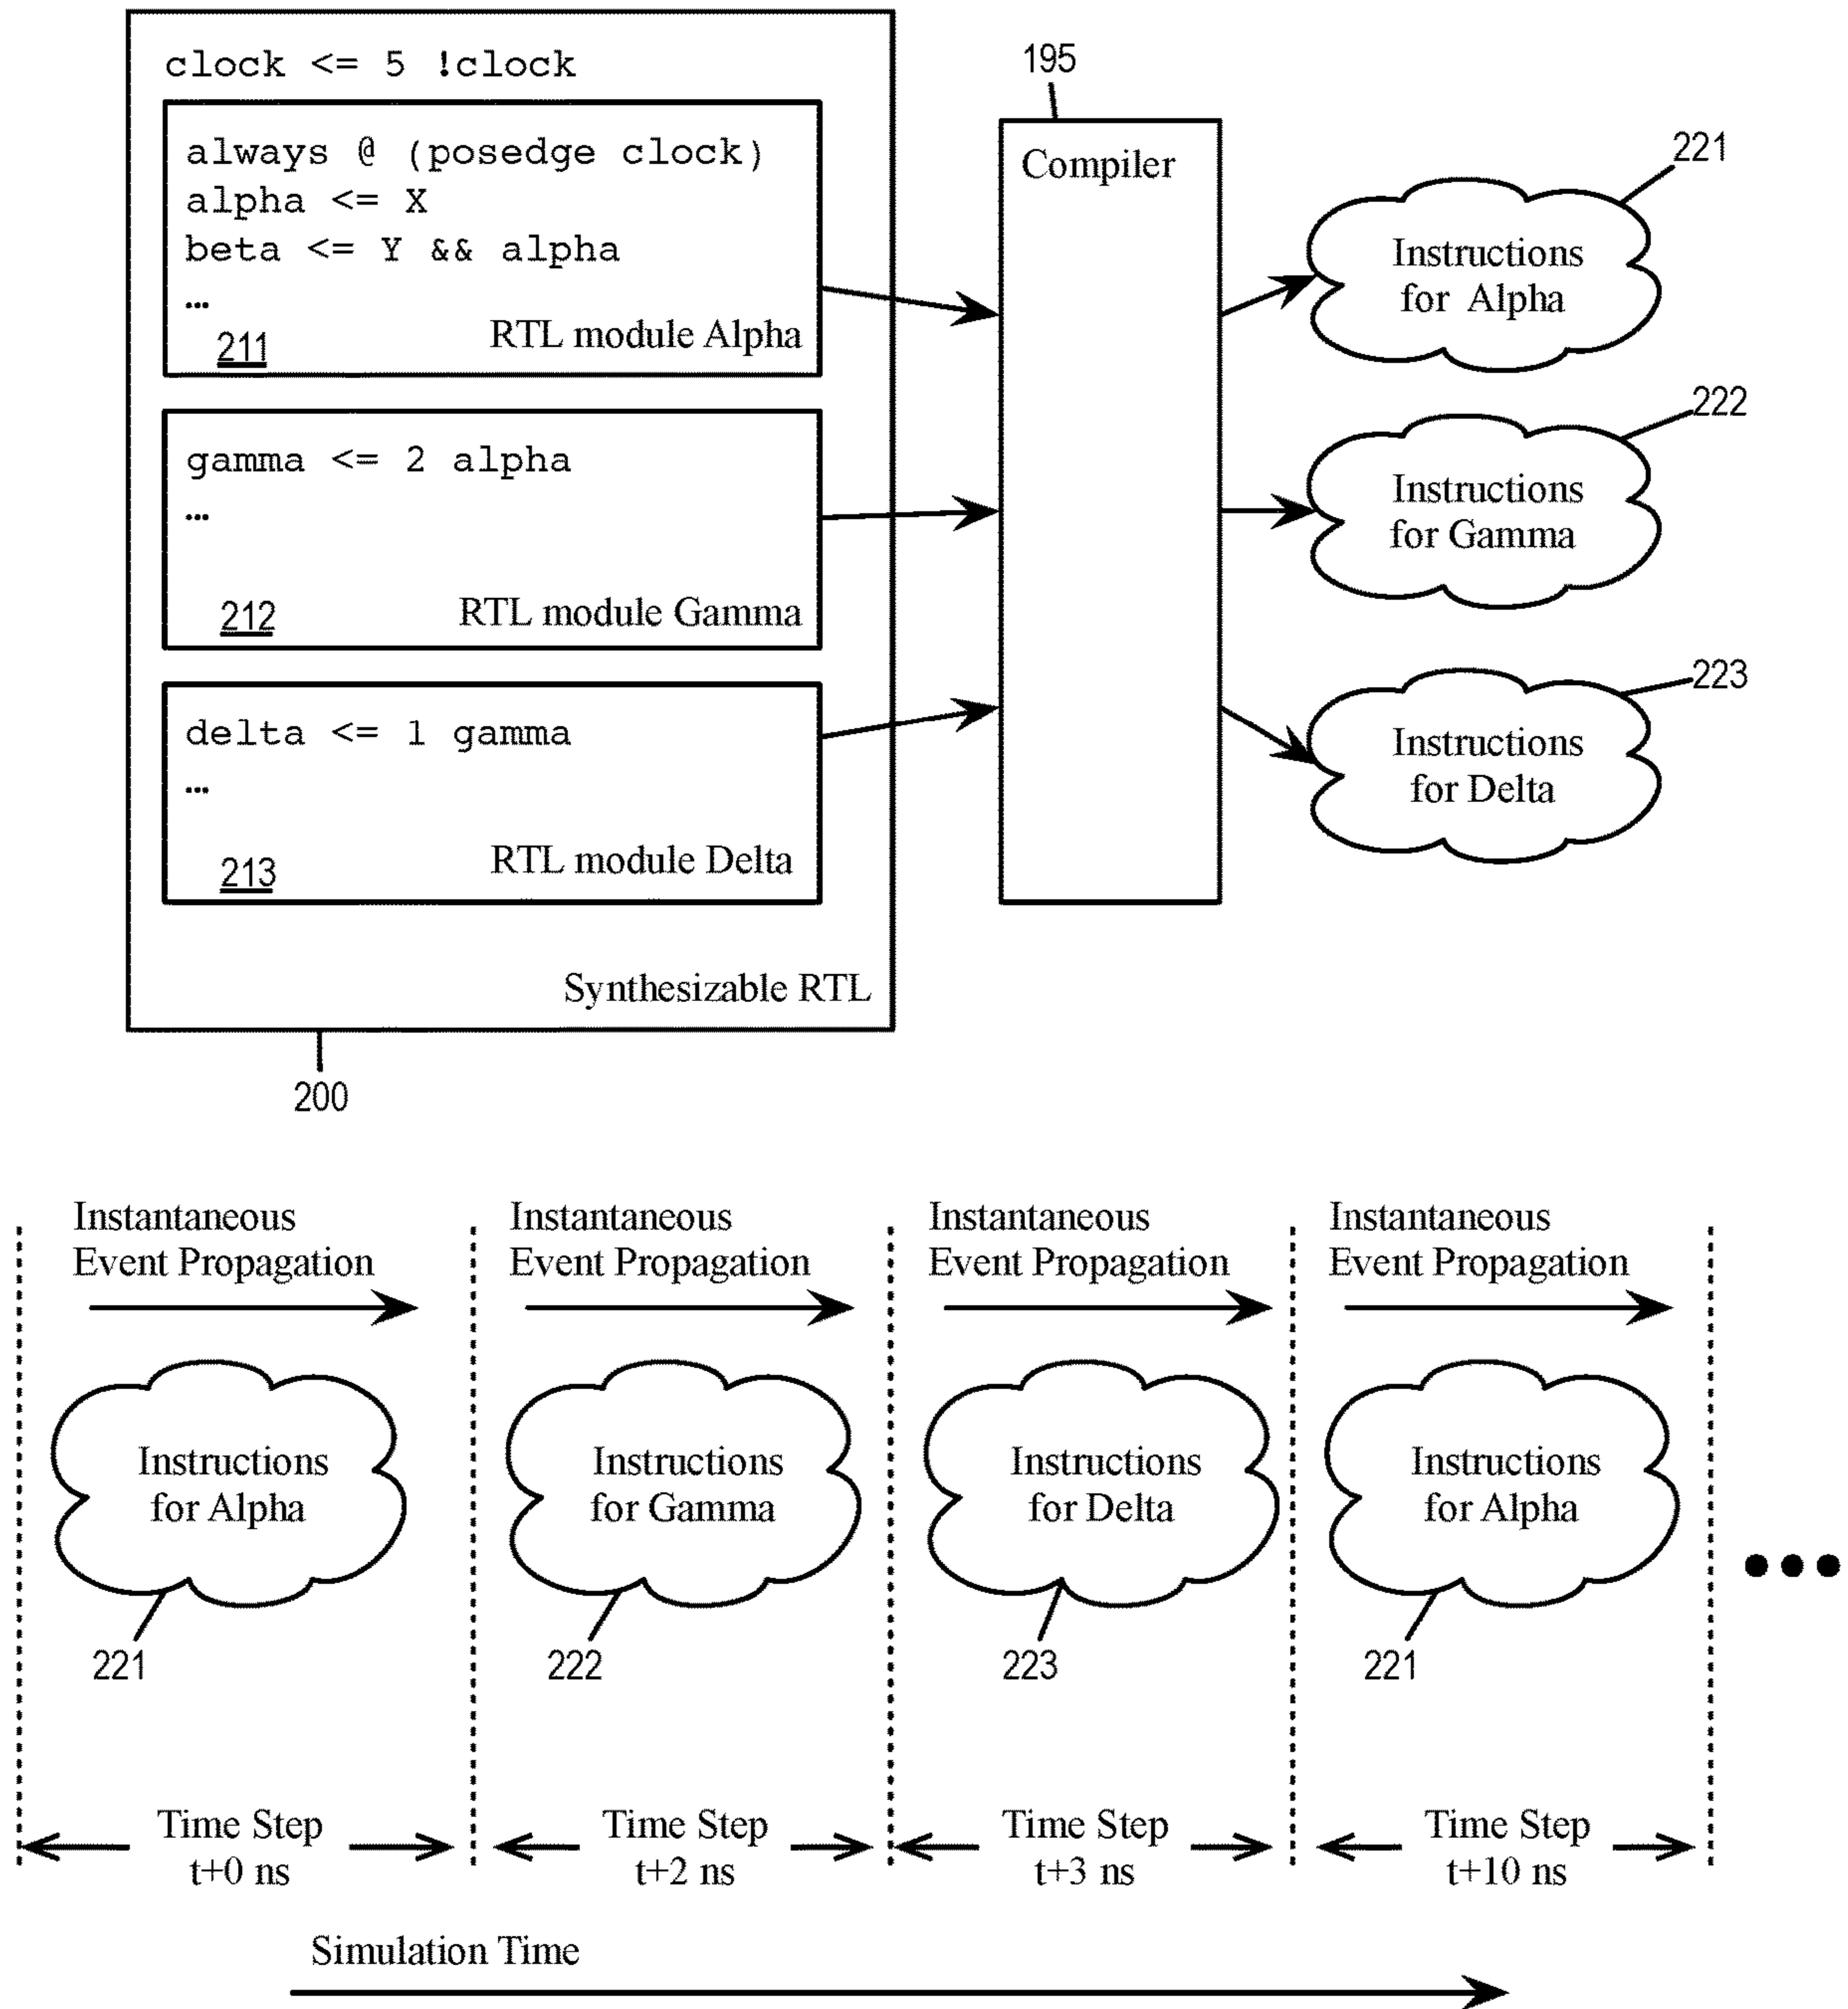 clock <= 5 !clock
always @ (posedge clock)
alpha <= X
beta <= Y && alpha
...
211
RTL module Alpha
gamma <= 2 alpha
...
212
RTL module Gamma
delta <= 1 gamma
...
213
RTL module Delta
Synthesizable RTL
200
195
Compiler
221
Instructions
for Alpha
222
Instructions
for Gamma
223
Instructions
for Delta
Instantaneous
Event Propagation
Instantaneous
Event Propagation
Instantaneous
Event Propagation
Instantaneous
Event Propagation
Instructions
for Alpha
Instructions
for Gamma
Instructions
for Delta
Instructions
for Alpha
221
222
223
221
Time Step
t+0 ns
Time Step
t+2 ns
Time Step
t+3 ns
Time Step
t+10 ns
Simulation Time